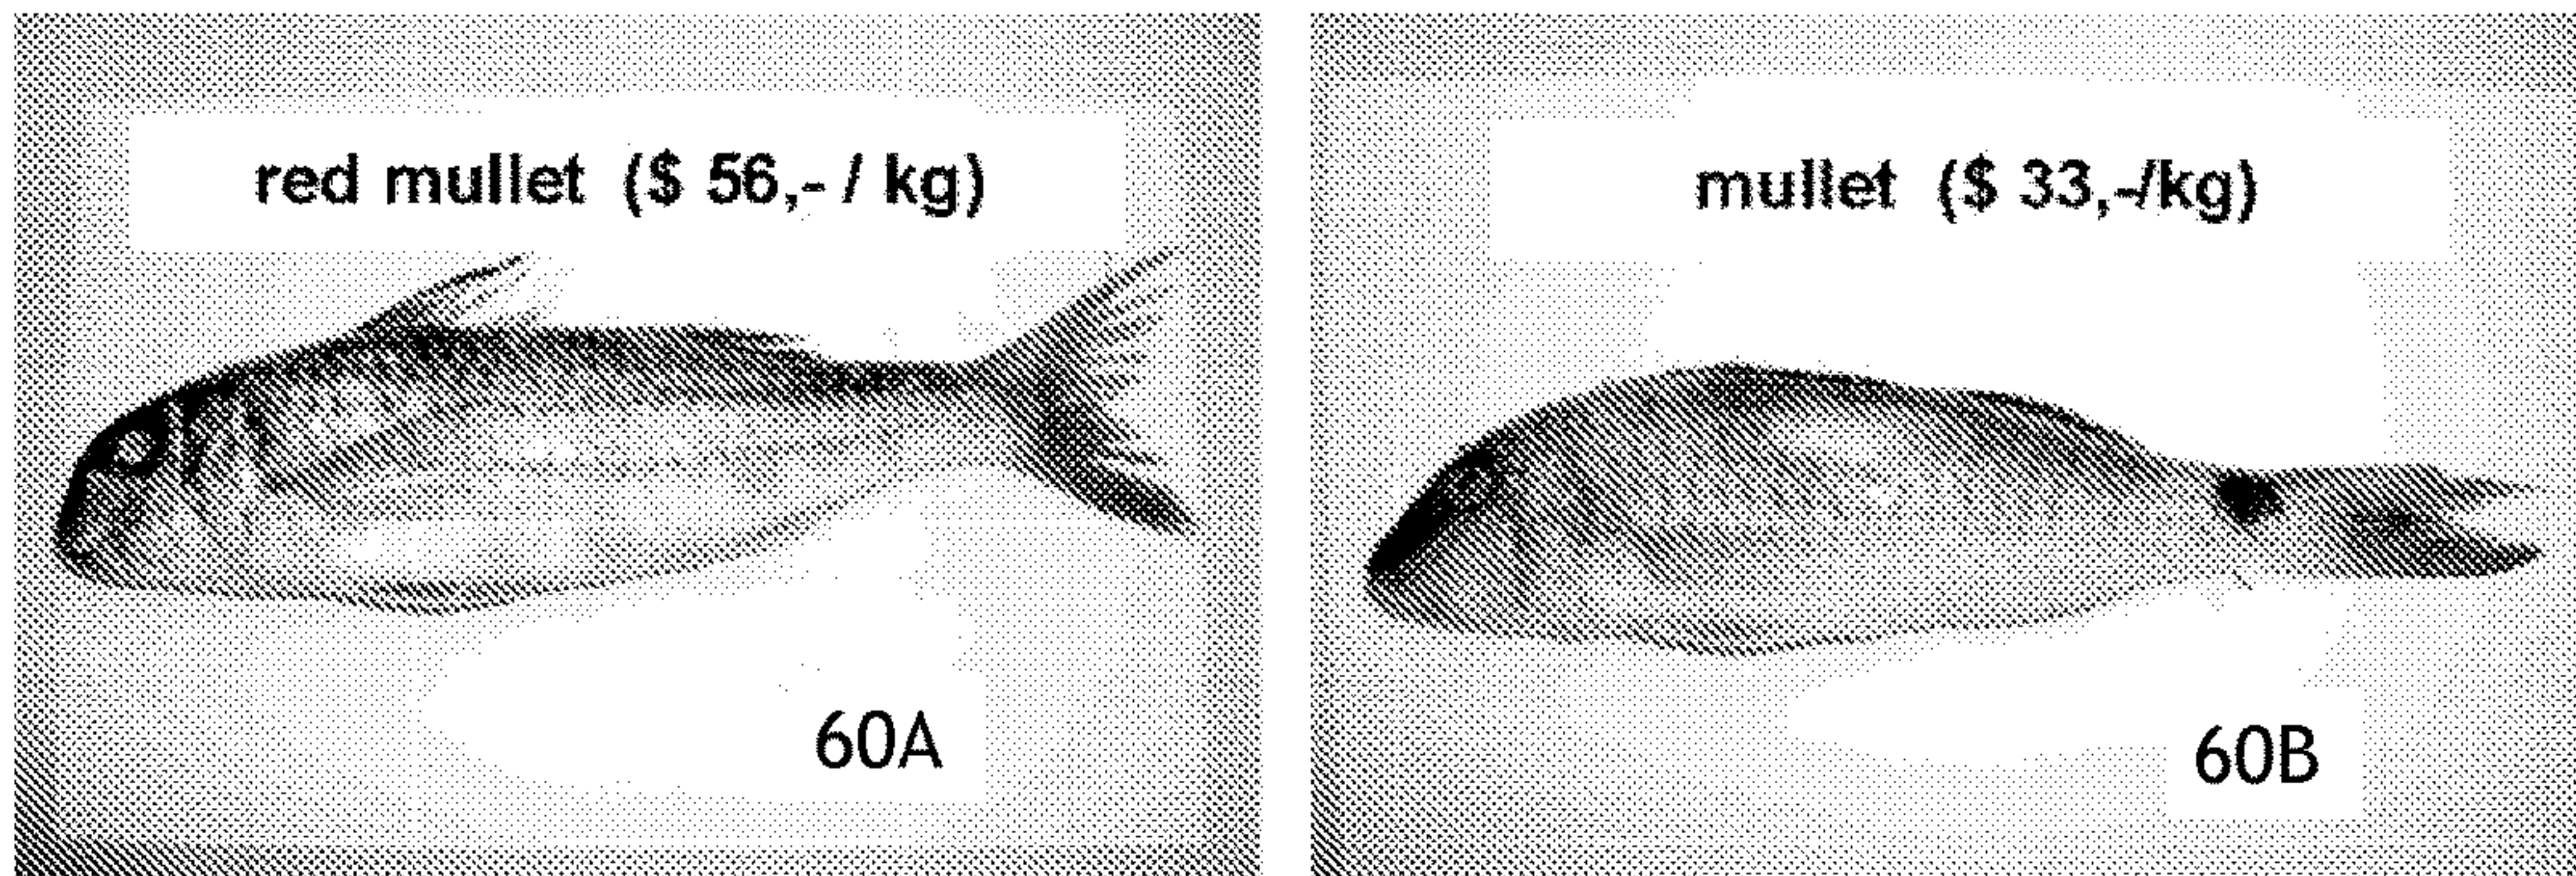 red mullet ($ 56,- / kg)
mullet ($ 33,-/kg)
60A
60B